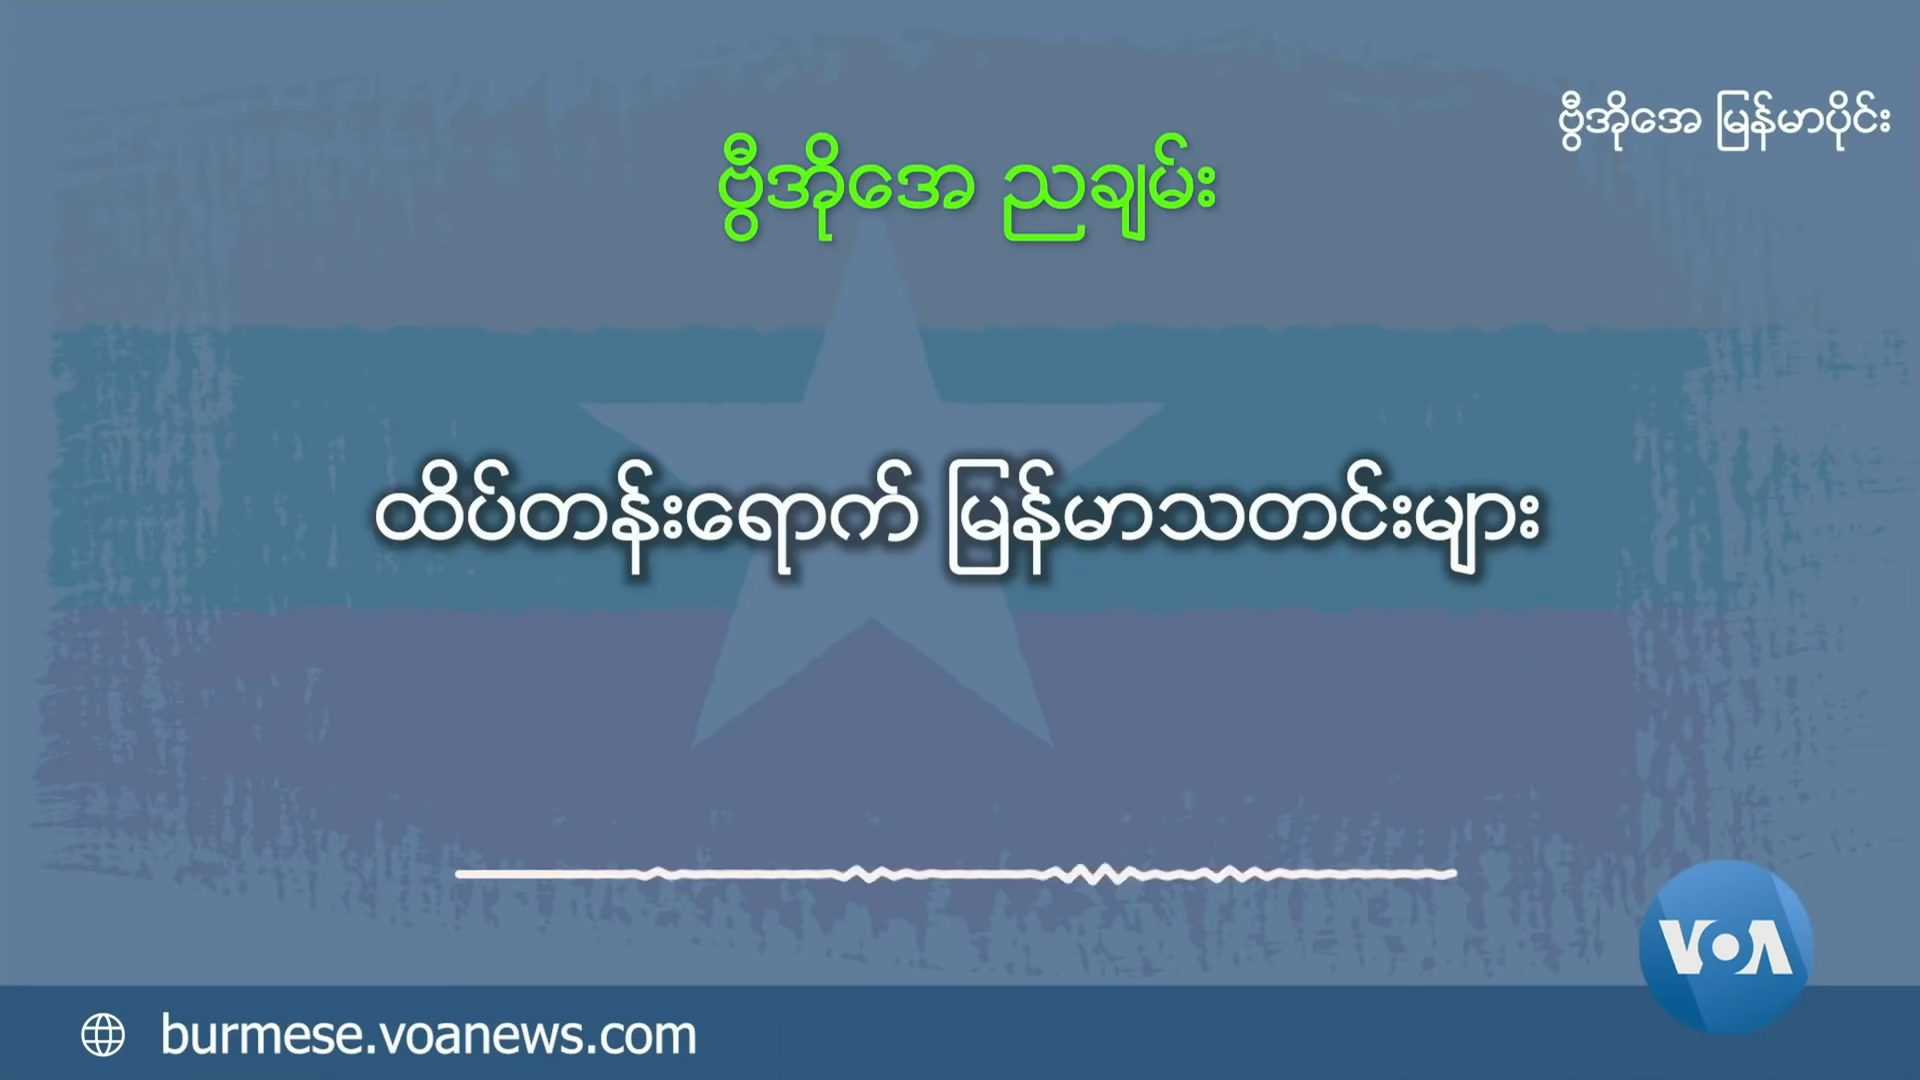 ဗွီအိုအေ မြန်မာပိုင်း
ဗွီအိုအေ ညချမ်း
ထိပ်တန်းရောက် မြန်မာသတင်းများ
VOA
burmese.voanews.com